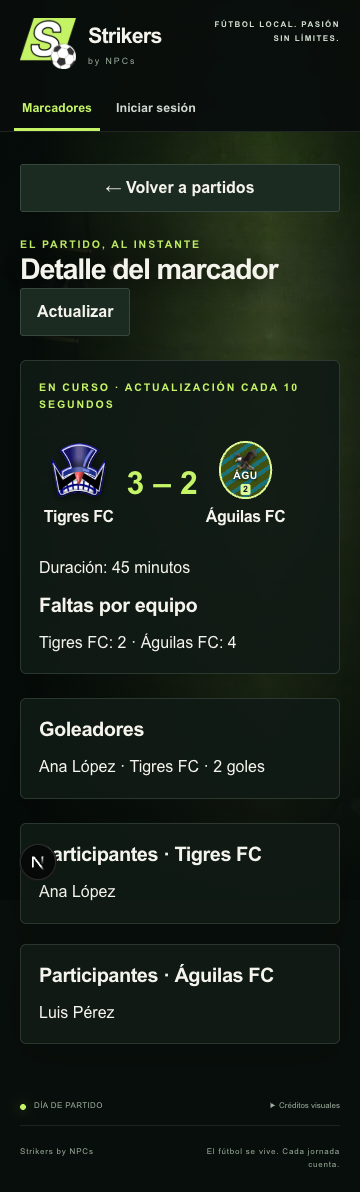 S
Strikers
by NPCs
FÚTBOL LOCAL. PASIÓN
SIN LÍMITES.
Marcadores
Iniciar sesión
← Volver a partidos
EL PARTIDO, AL INSTANTE
Detalle del marcador
Actualizar
EN CURSO · ACTUALIZACIÓN CADA 10
SEGUNDOS
AGU
2
3 – 2
Tigres FC
Águilas FC
Duración: 45 minutos
Faltas por equipo
Tigres FC: 2 · Águilas FC: 4
Goleadores
Ana López · Tigres FC · 2 goles
N
articipantes · Tigres FC
Ana López
Participantes · Águilas FC
Luis Pérez
DÍA DE PARTIDO
▶ Créditos visuales
Strikers by NPCs
El fútbol se vive. Cada jornada
cuenta.